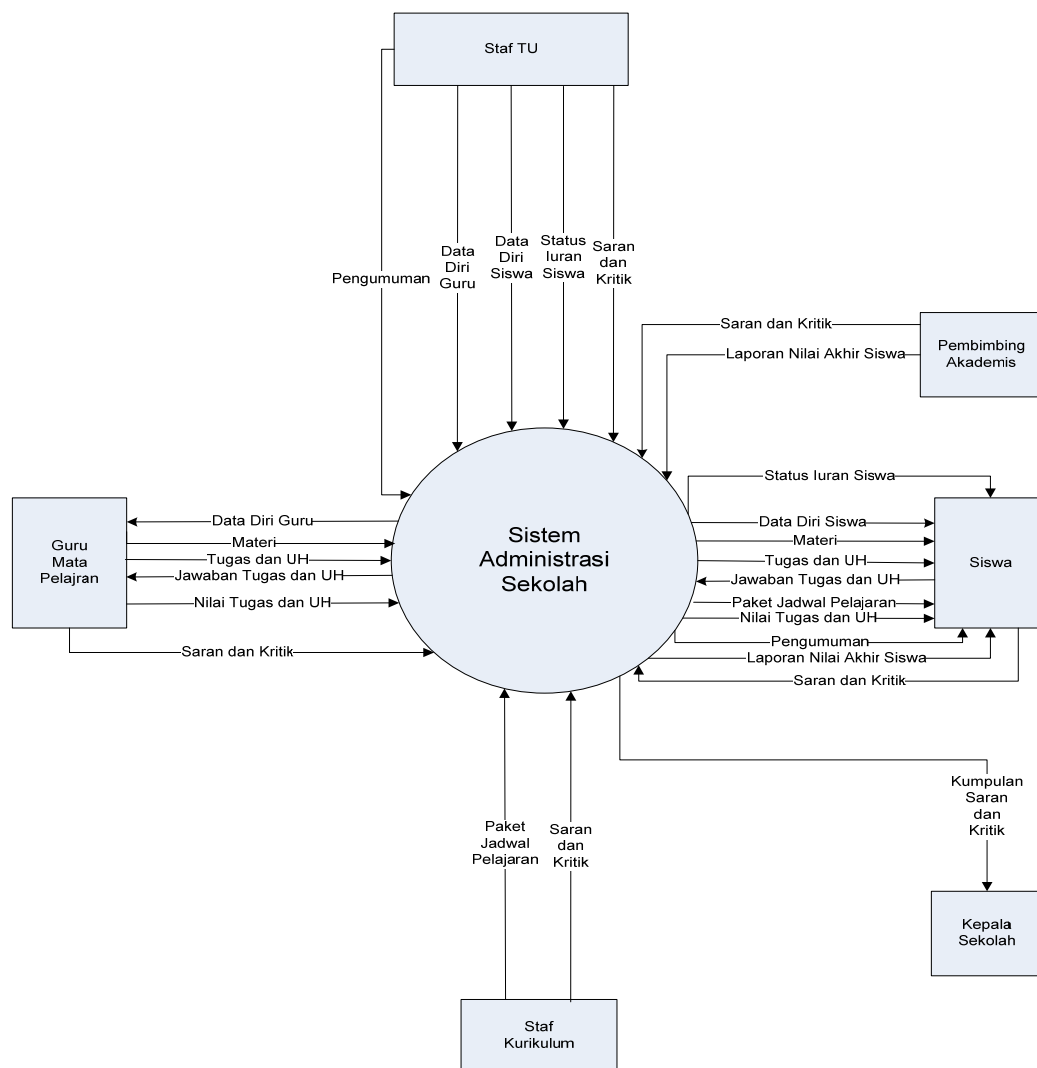 Staf TU
Pengumuman
Data
Diri
Guru
Data
Diri
Siswa
Status
Iuran
Siswa
Saran
dan
Kritik
Saran dan Kritik
Laporan Nilai Akhir Siswa
Pembimbing
Akademis
Guru
Mata
Pelajran
Data Diri Guru
Materi
Tugas dan UH
Jawaban Tugas dan UH
Nilai Tugas dan UH
Saran dan Kritik
Sistem
Administrasi
Sekolah
Status Iuran Siswa
Data Diri Siswa
Materi
Tugas dan UH
Jawaban Tugas dan UH
Paket Jadwal Pelajaran
Nilai Tugas dan UH
Pengumuman
Laporan Nilai Akhir Siswa
Saran dan Kritik
Siswa
Kumpulan
Saran
dan
Kritik
Kepala
Sekolah
Paket
Jadwal
Pelajaran
Saran
dan
Kritik
Staf
Kurikulum